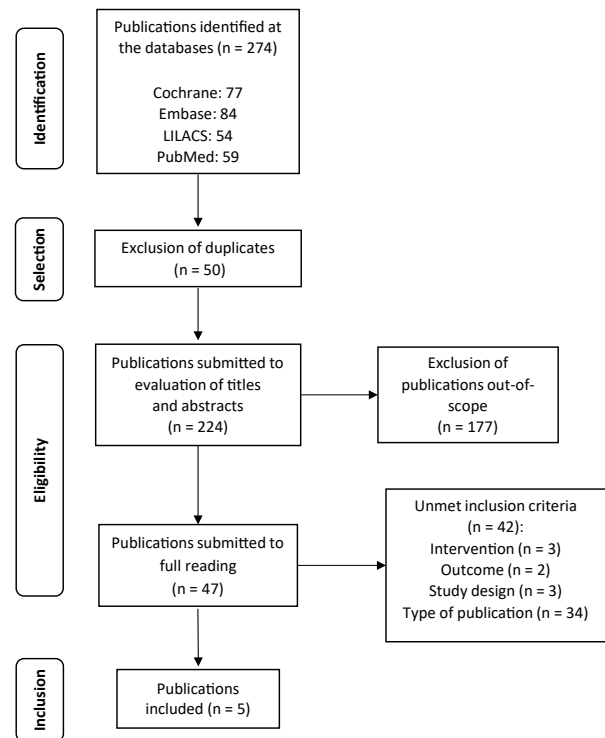 Identification
Publications identified at
the databases (n = 274)
Cochrane: 77
Embase: 84
LILACS: 54
PubMed: 59
Selection
Exclusion of duplicates
(n = 50)
Eligibility
Publications submitted to
evaluation of titles
and abstracts
(n = 224)
Exclusion of
publications out-of-
scope
(n = 177)
Publications submitted to
full reading
(n = 47)
Unmet inclusion criteria
(n = 42):
Intervention (n = 3)
Outcome (n = 2)
Study design (n = 3)
Type of publication (n = 34)
Inclusion
Publications
included (n = 5)